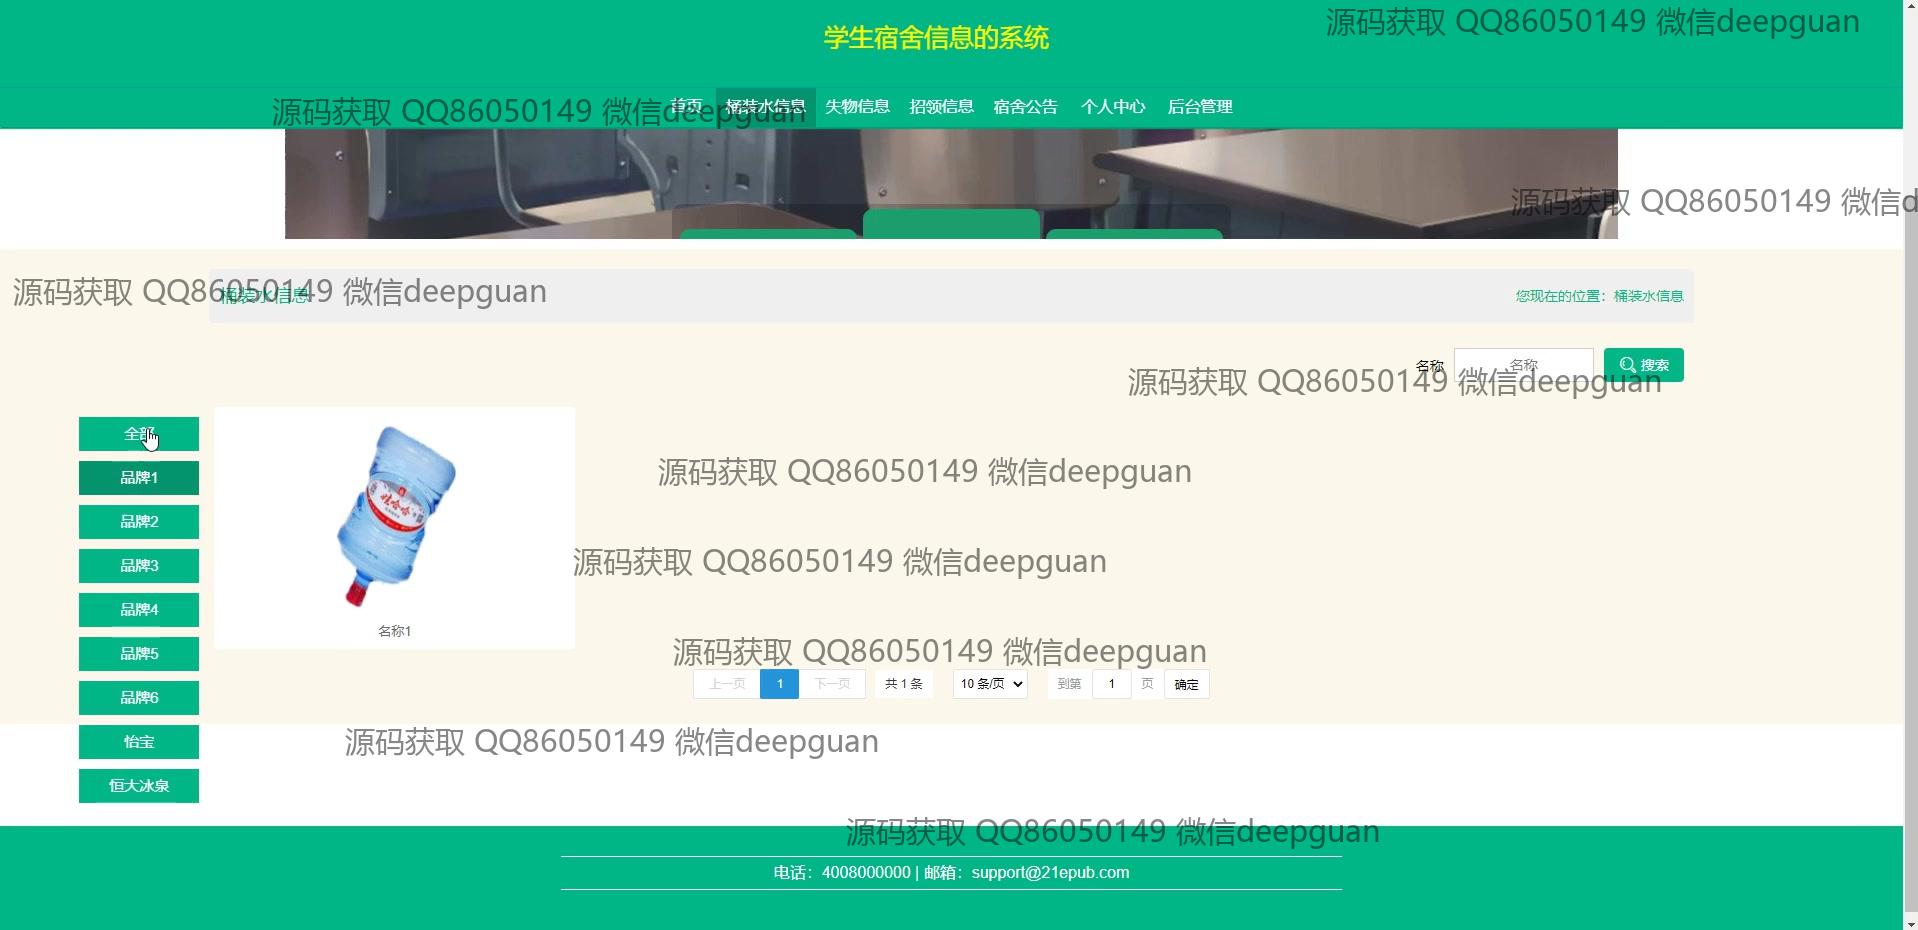 学生宿舍信息的系统
源码获取 QQ86050149 微信deepguan
首页 桶装水信息 失物信息 招领信息 宿舍公告 个人中心 后台管理
源码获取 QQ86050149 微信deepguan
源码获取 QQ86050149 微信d
源码获取 QQ86050149 微信deepguan
桶装水信息
您现在的位置：桶装水信息
名称 名称 搜索
源码获取 QQ86050149 微信deepguan
全部
品牌1
品牌2
品牌3
品牌4
品牌5
品牌6
怡宝
恒大冰泉
娃哈哈
名称1
源码获取 QQ86050149 微信deepguan
源码获取 QQ86050149 微信deepguan
源码获取 QQ86050149 微信deepguan
上一页 1 下一页 共 1 条 10 条/页 到第 1 页 确定
源码获取 QQ86050149 微信deepguan
源码获取 QQ86050149 微信deepguan
电话：4008000000 | 邮箱：support@21epub.com